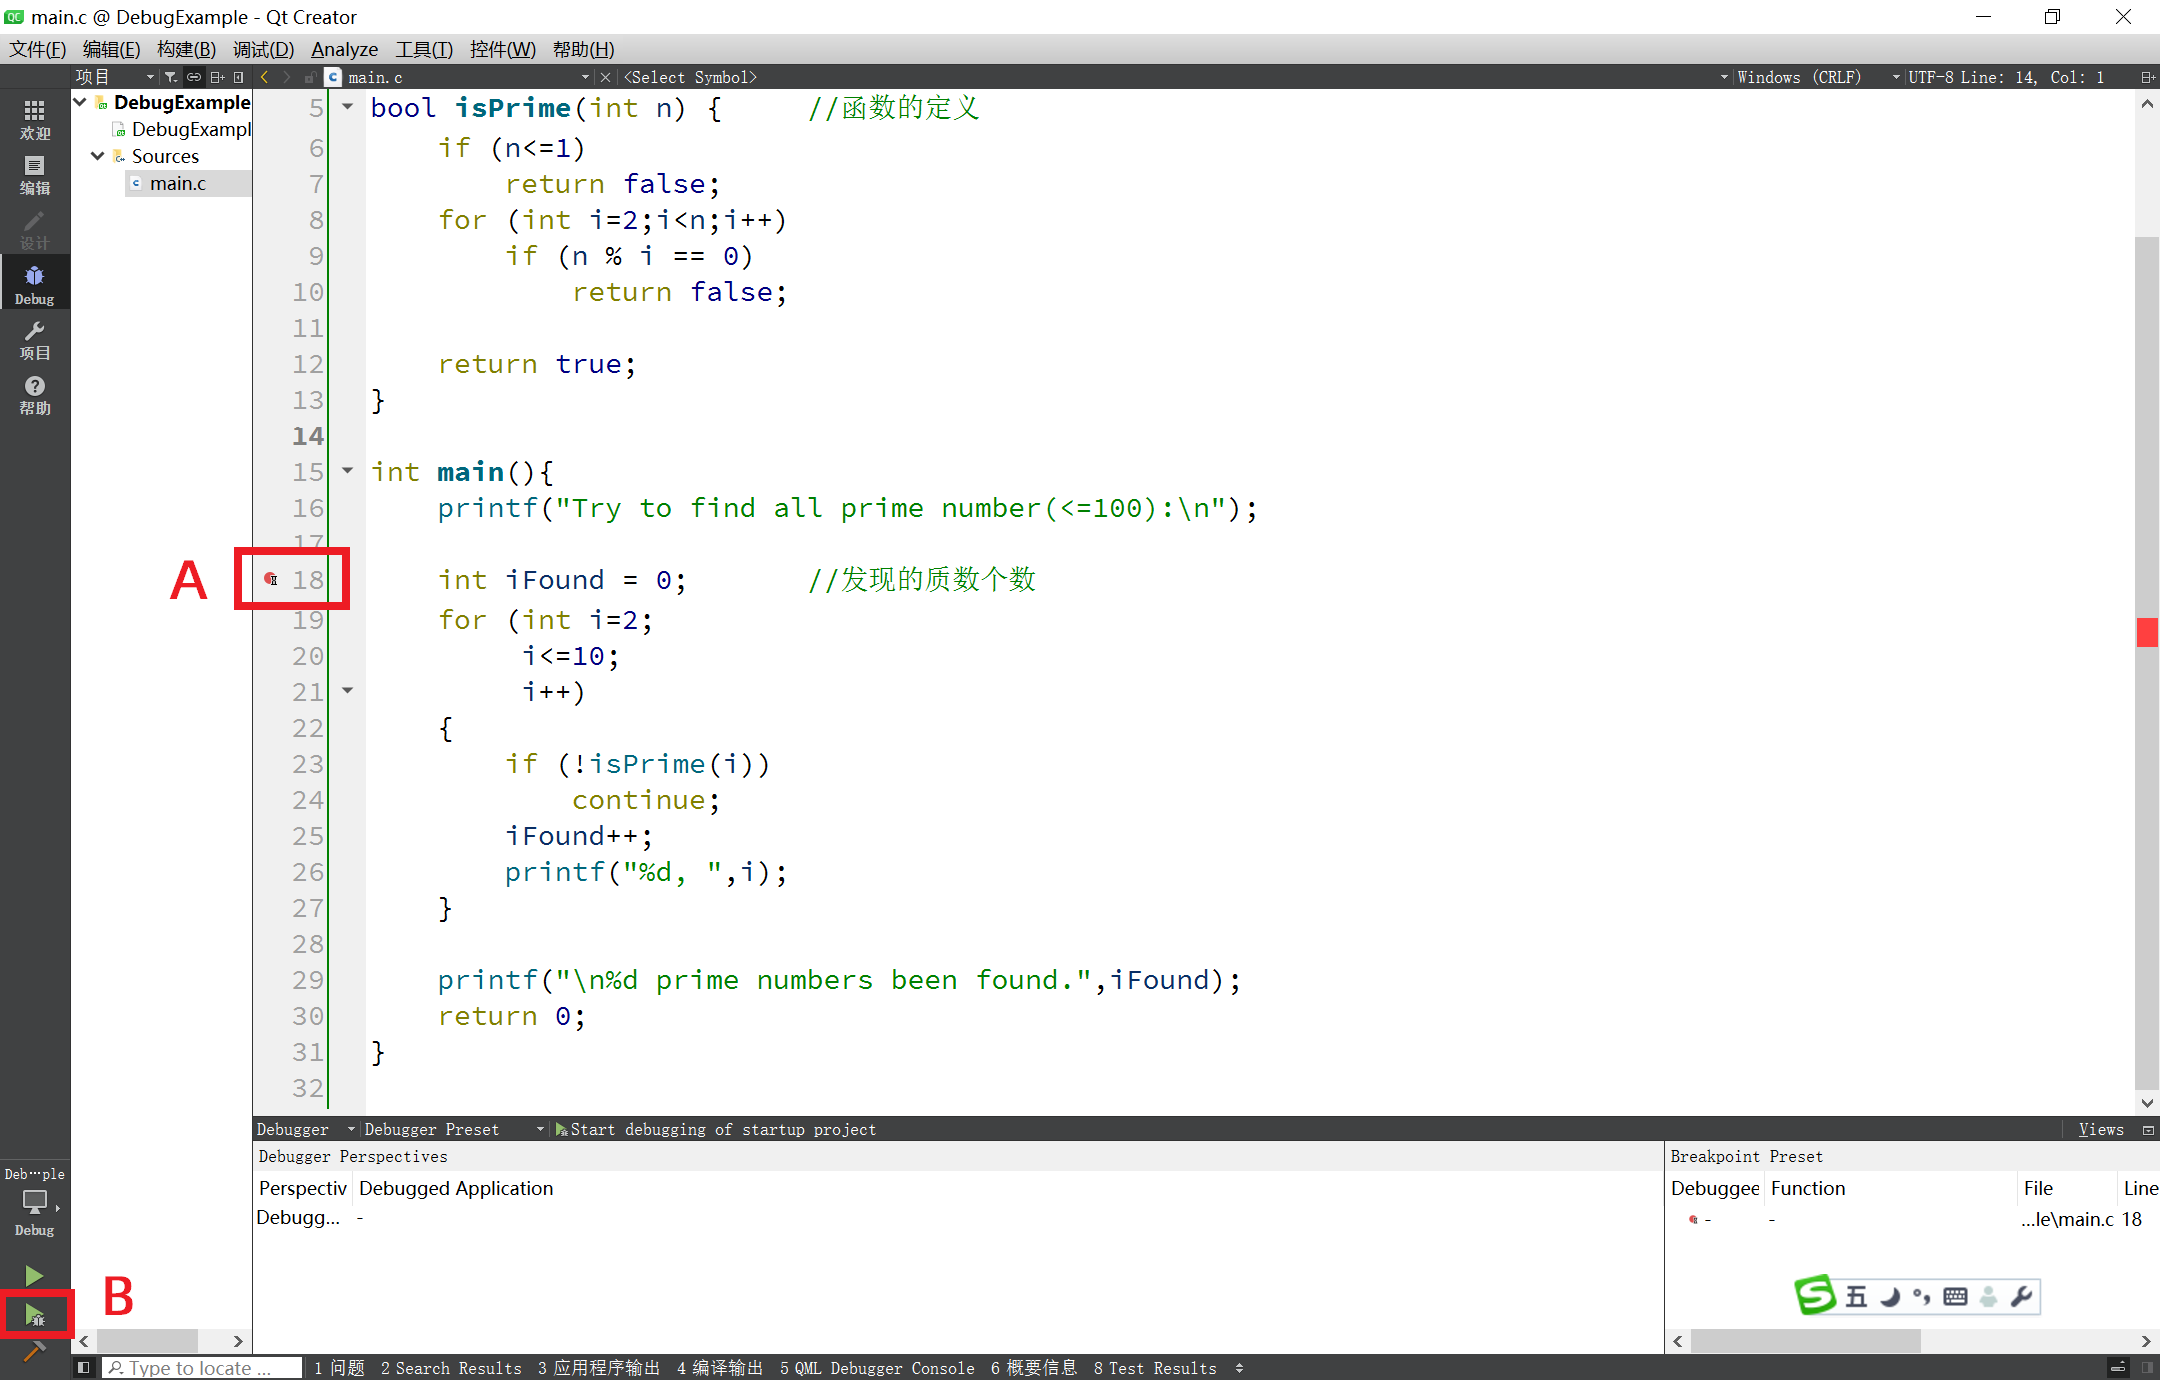 main.c @ DebugExample - Qt Creator
文件(F) 编辑(E) 构建(B) 调试(D) Analyze 工具(T) 控件(W) 帮助(H)
项目 main.c <Select Symbol> Windows (CRLF) UTF-8 Line: 14, Col: 1
欢迎
编辑
设计
Debug
项目
帮助
DebugExample
DebugExampl
Sources
main.c
5 bool isPrime(int n) { //函数的定义
6 if (n<=1)
7 return false;
8 for (int i=2;i<n;i++)
9 if (n % i == 0)
10 return false;
11
12 return true;
13 }
14
15 int main(){
16 printf("Try to find all prime number(<=100):\n");
17
A 18 int iFound = 0; //发现的质数个数
19 for (int i=2;
20 i<=10;
21 i++)
22 {
23 if (!isPrime(i))
24 continue;
25 iFound++;
26 printf("%d, ",i);
27 }
28
29 printf("\n%d prime numbers been found.",iFound);
30 return 0;
31 }
32
Debugger Debugger Preset Start debugging of startup project Views
Debugger Perspectives
Perspectiv Debugged Application
Debugg... -
Breakpoint Preset
Debuggee Function File Line
- - ...le\main.c 18
Deb···ple
Debug
B
五
Type to locate ... 1 问题 2 Search Results 3 应用程序输出 4 编译输出 5 QML Debugger Console 6 概要信息 8 Test Results